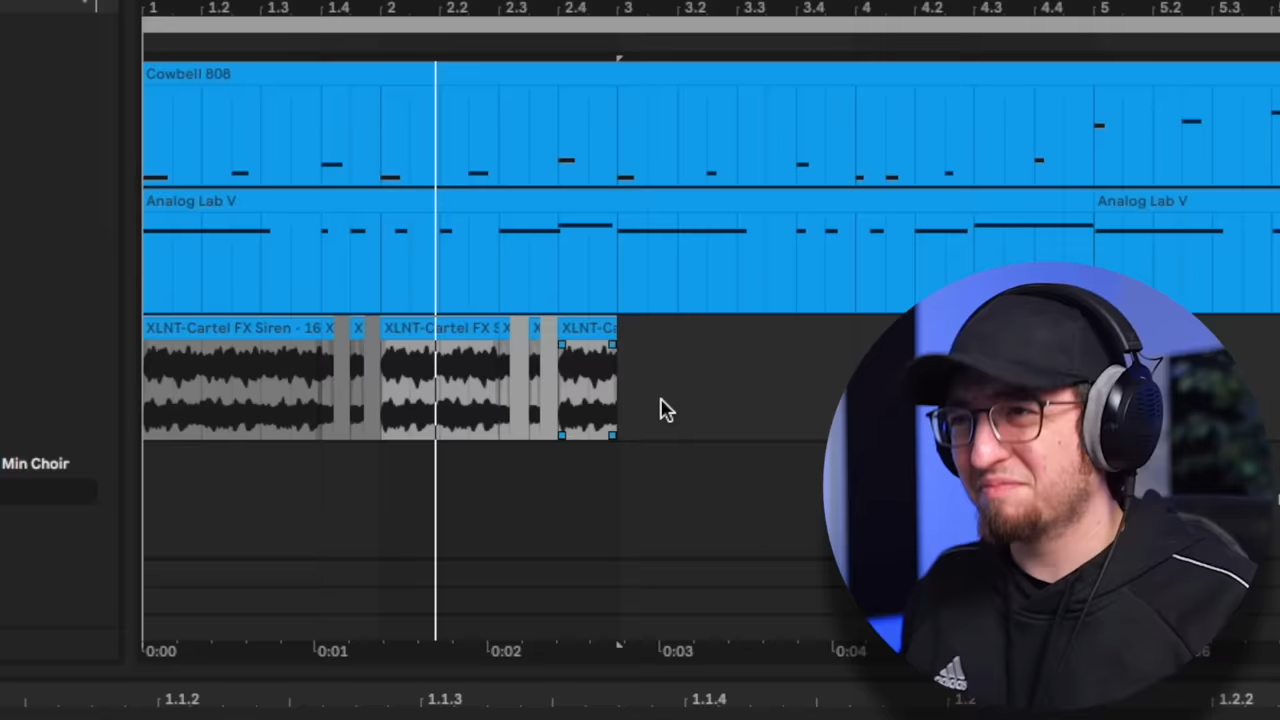 1 1.2 1.3 1.4 2 2.2 2.3 2.4 3 3.2 3.3 3.4 4 4.2 4.3 4.4 5 5.2 5.3
Cowbell 808
Analog Lab V Analog Lab V
XLNT-Cartel FX Siren - 16 X X XLNT-Cartel FX S X X XLNT-Ca
Min Choir
0:00 0:01 0:02 0:03 0:04
1.1.2 1.1.3 1.1.4 1.2 1.2.2
adidas